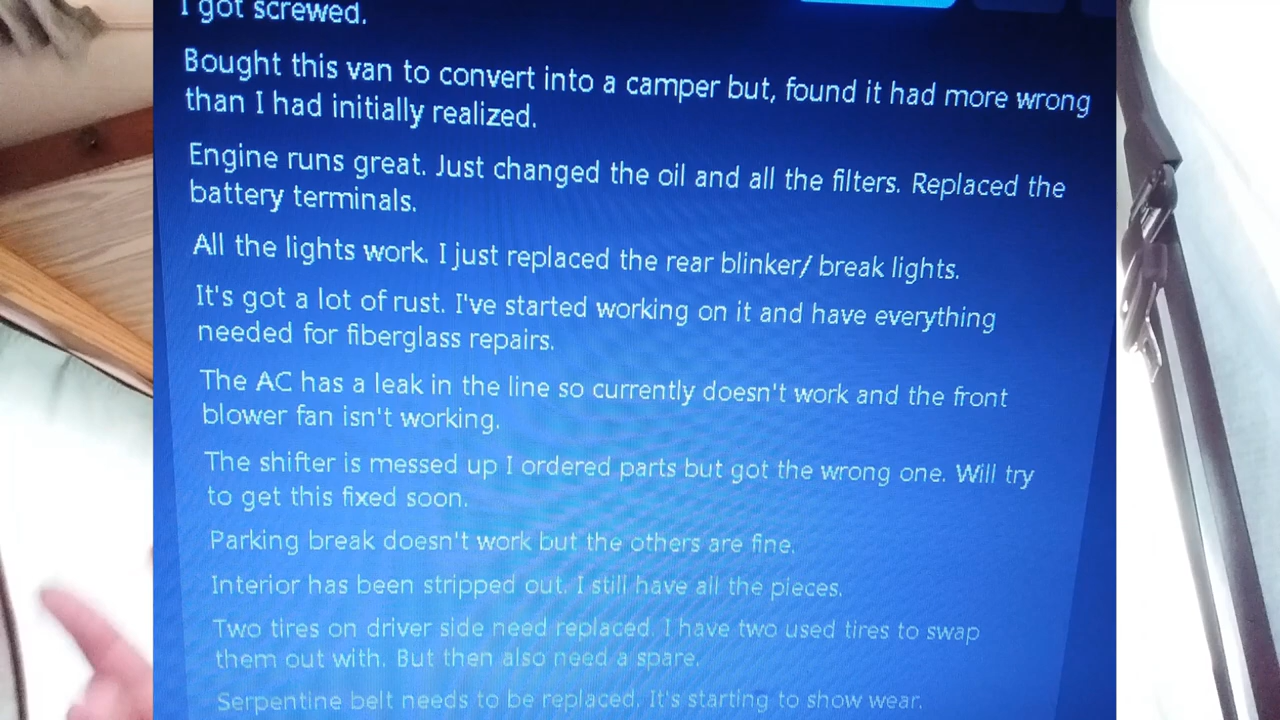 I got screwed.
Bought this van to convert into a camper but, found it had more wrong
than I had initially realized.
Engine runs great. Just changed the oil and all the filters. Replaced the
battery terminals.
All the lights work. I just replaced the rear blinker/ break lights.
It's got a lot of rust. I've started working on it and have everything
needed for fiberglass repairs.
The AC has a leak in the line so currently doesn't work and the front
blower fan isn't working.
The shifter is messed up I ordered parts but got the wrong one. Will try
to get this fixed soon.
Parking break doesn't work but the others are fine.
Interior has been stripped out. I still have all the pieces.
Two tires on driver side need replaced. I have two used tires to swap
them out with. But then also need a spare.
Serpentine belt needs to be replaced. It's starting to show wear.